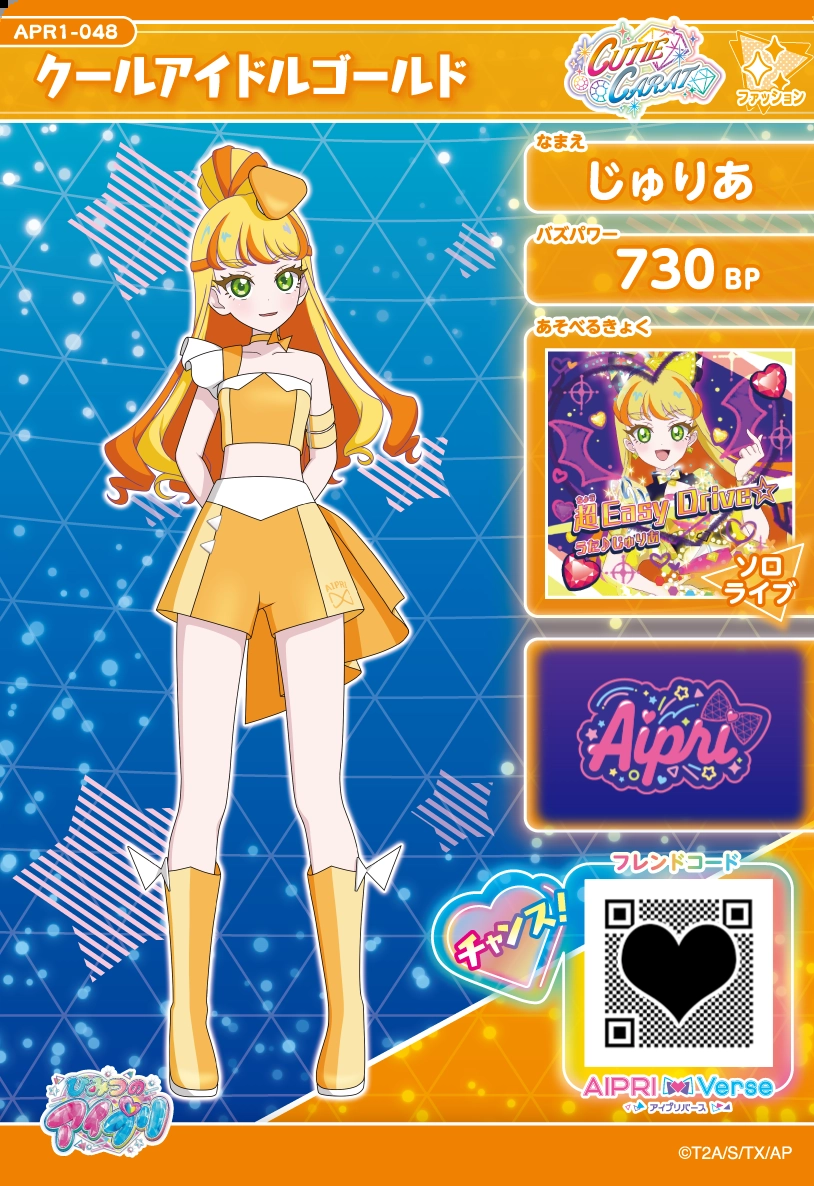 APR1-048
クールアイドルゴールド
CUTIE
CARAT
ファッション
なまえ
じゅりあ
バズパワー
730 BP
あそべるきょく
超 Easy Drive☆
うた♪じゅりあ
ソロ
ライブ
AIPRI
Aipri
フレンドコード
チャンス!
AIPRI Verse
アイプリバース
ひみつの
アイプリ
©T2A/S/TX/AP